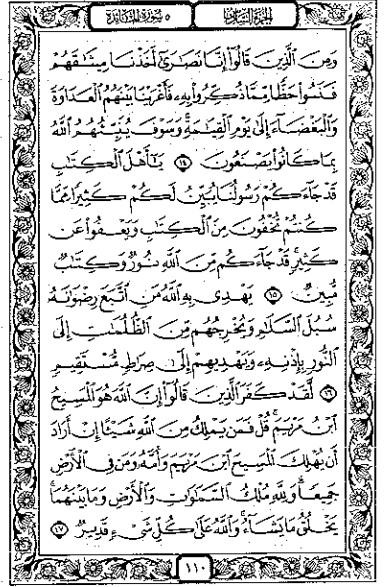 الجزء السادس ٥ سورة المائدة
وَمِنَ ٱلَّذِينَ قَالُوٓا۟ إِنَّا نَصَـٰرَىٰٓ أَخَذْنَا مِيثَـٰقَهُمْ
فَنَسُوا۟ حَظًّا مِّمَّا ذُكِّرُوا۟ بِهِۦ فَأَغْرَيْنَا بَيْنَهُمُ ٱلْعَدَاوَةَ
وَٱلْبَغْضَآءَ إِلَىٰ يَوْمِ ٱلْقِيَـٰمَةِ ۚ وَسَوْفَ يُنَبِّئُهُمُ ٱللَّهُ
بِمَا كَانُوا۟ يَصْنَعُونَ ١٤ يَـٰٓأَهْلَ ٱلْكِتَـٰبِ
قَدْ جَآءَكُمْ رَسُولُنَا يُبَيِّنُ لَكُمْ كَثِيرًا مِّمَّا
كُنتُمْ تُخْفُونَ مِنَ ٱلْكِتَـٰبِ وَيَعْفُوا۟ عَن
كَثِيرٍ ۚ قَدْ جَآءَكُم مِّنَ ٱللَّهِ نُورٌ وَكِتَـٰبٌ
مُّبِينٌ ١٥ يَهْدِى بِهِ ٱللَّهُ مَنِ ٱتَّبَعَ رِضْوَٰنَهُۥ
سُبُلَ ٱلسَّلَـٰمِ وَيُخْرِجُهُم مِّنَ ٱلظُّلُمَـٰتِ إِلَى
ٱلنُّورِ بِإِذْنِهِۦ وَيَهْدِيهِمْ إِلَىٰ صِرَٰطٍ مُّسْتَقِيمٍ
١٦ لَّقَدْ كَفَرَ ٱلَّذِينَ قَالُوٓا۟ إِنَّ ٱللَّهَ هُوَ ٱلْمَسِيحُ
ٱبْنُ مَرْيَمَ ۚ قُلْ فَمَن يَمْلِكُ مِنَ ٱللَّهِ شَيْـًٔا إِنْ أَرَادَ
أَن يُهْلِكَ ٱلْمَسِيحَ ٱبْنَ مَرْيَمَ وَأُمَّهُۥ وَمَن فِى ٱلْأَرْضِ
جَمِيعًا ۗ وَلِلَّهِ مُلْكُ ٱلسَّمَـٰوَٰتِ وَٱلْأَرْضِ وَمَا بَيْنَهُمَا ۚ
يَخْلُقُ مَا يَشَآءُ ۚ وَٱللَّهُ عَلَىٰ كُلِّ شَىْءٍ قَدِيرٌ ١٧
١١٠